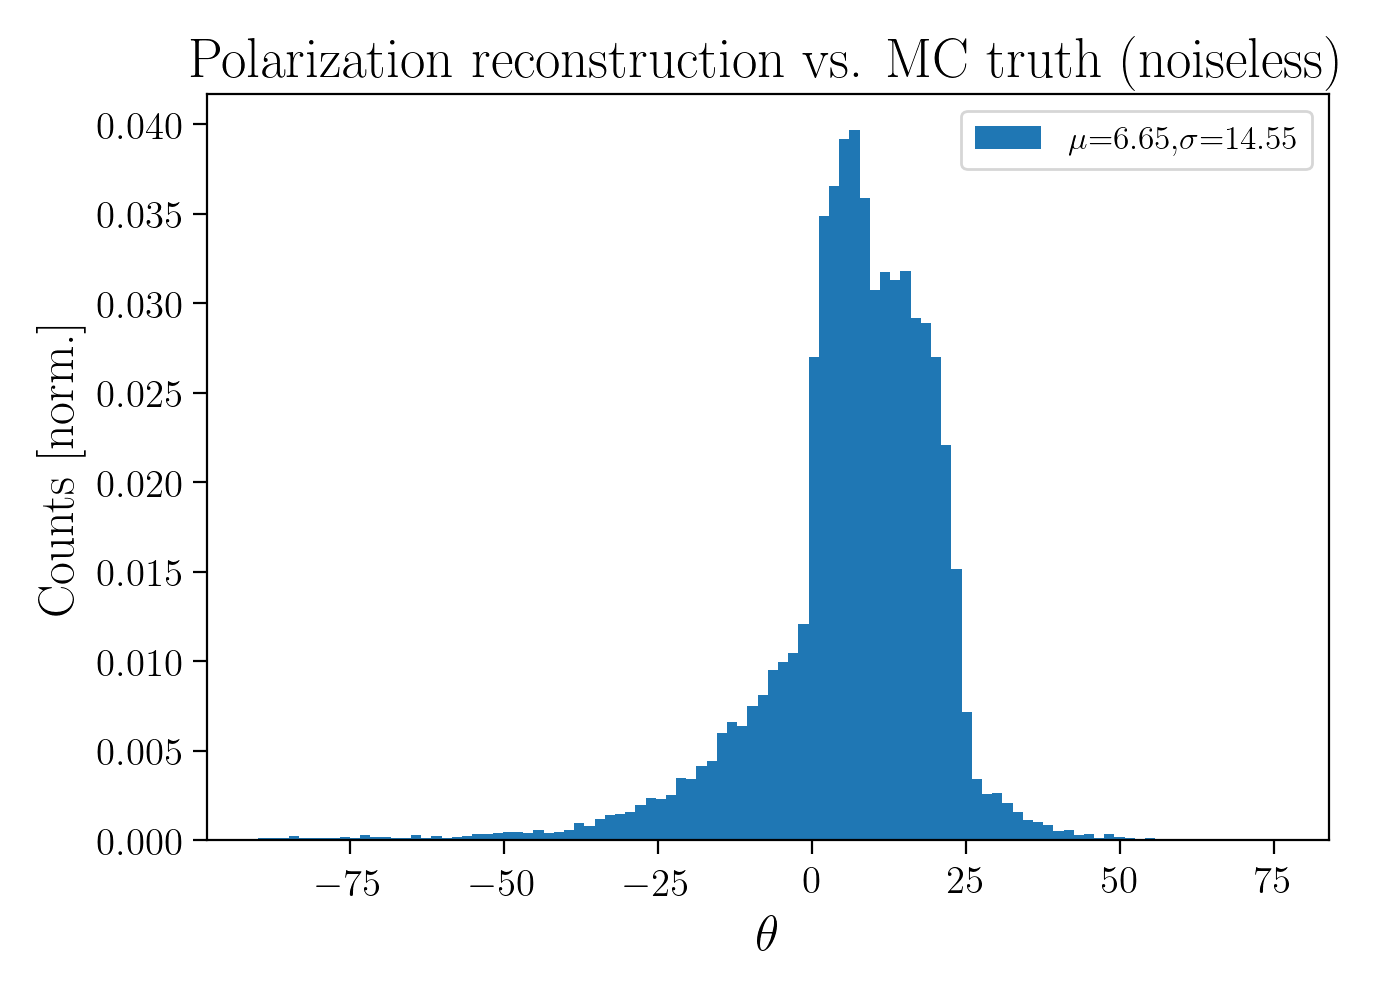 Polarization reconstruction vs. MC truth (noiseless)
μ=6.65,σ=14.55
Counts [norm.]
0.040
0.035
0.030
0.025
0.020
0.015
0.010
0.005
0.000
−75 −50 −25 0 25 50 75
θ